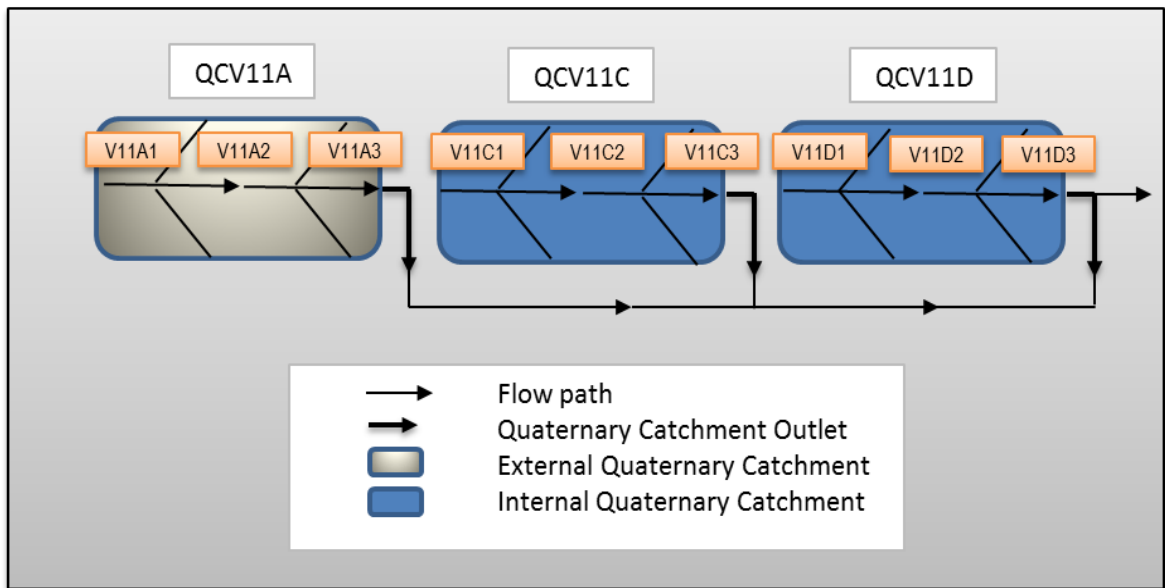 QCV11A
QCV11C
QCV11D
V11A1
V11A2
V11A3
V11C1
V11C2
V11C3
V11D1
V11D2
V11D3
Flow path
Quaternary Catchment Outlet
External Quaternary Catchment
Internal Quaternary Catchment